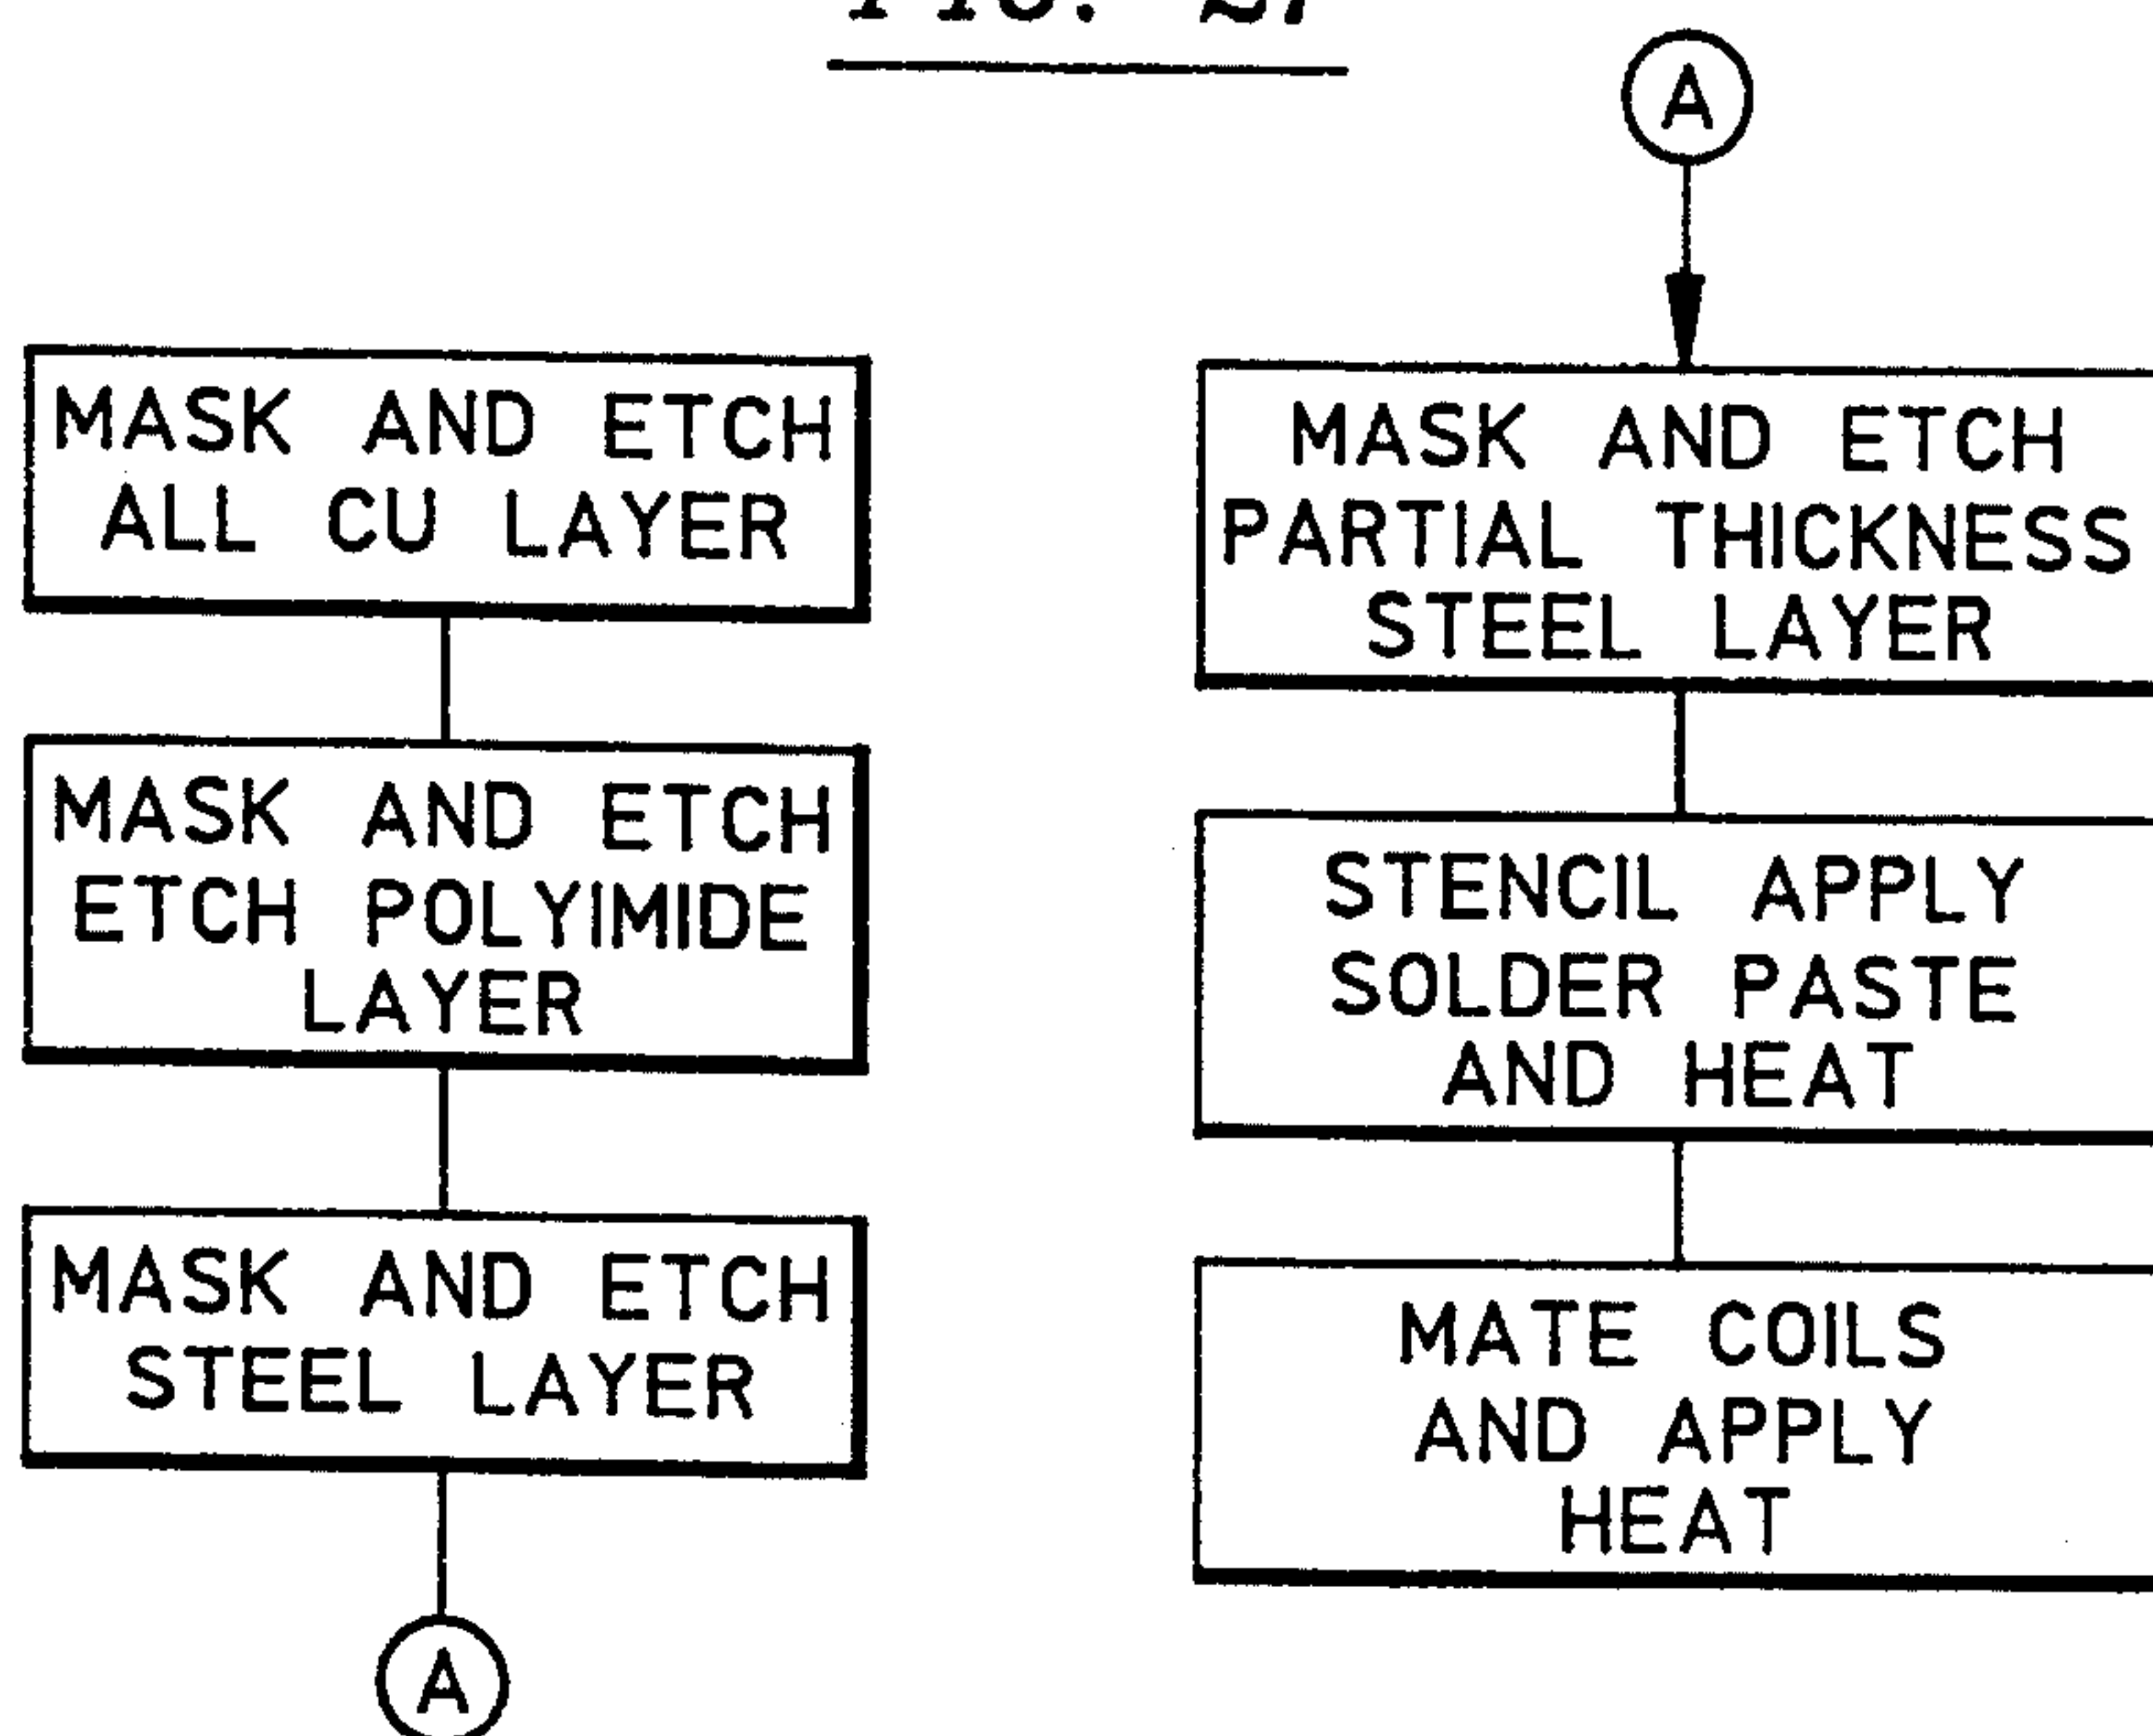 MASK AND ETCH
ALL CU LAYER
MASK AND ETCH
ETCH POLYIMIDE
LAYER
MASK AND ETCH
STEEL LAYER
A
A
MASK AND ETCH
PARTIAL THICKNESS
STEEL LAYER
STENCIL APPLY
SOLDER PASTE
AND HEAT
MATE COILS
AND APPLY
HEAT